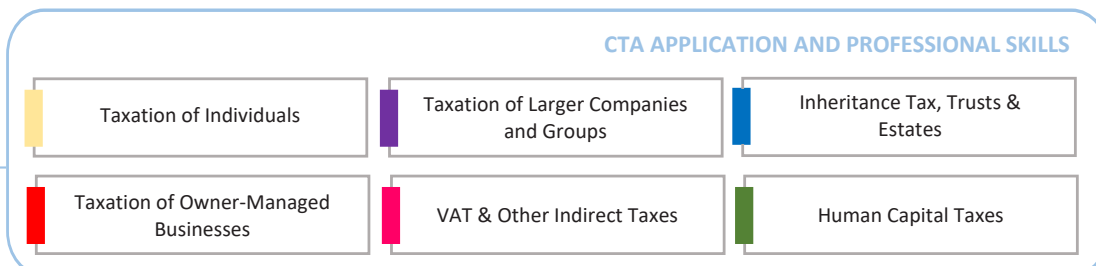 CTA APPLICATION AND PROFESSIONAL SKILLS
Taxation of Individuals
Taxation of Larger Companies
and Groups
Inheritance Tax, Trusts &
Estates
Taxation of Owner-Managed
Businesses
VAT & Other Indirect Taxes
Human Capital Taxes